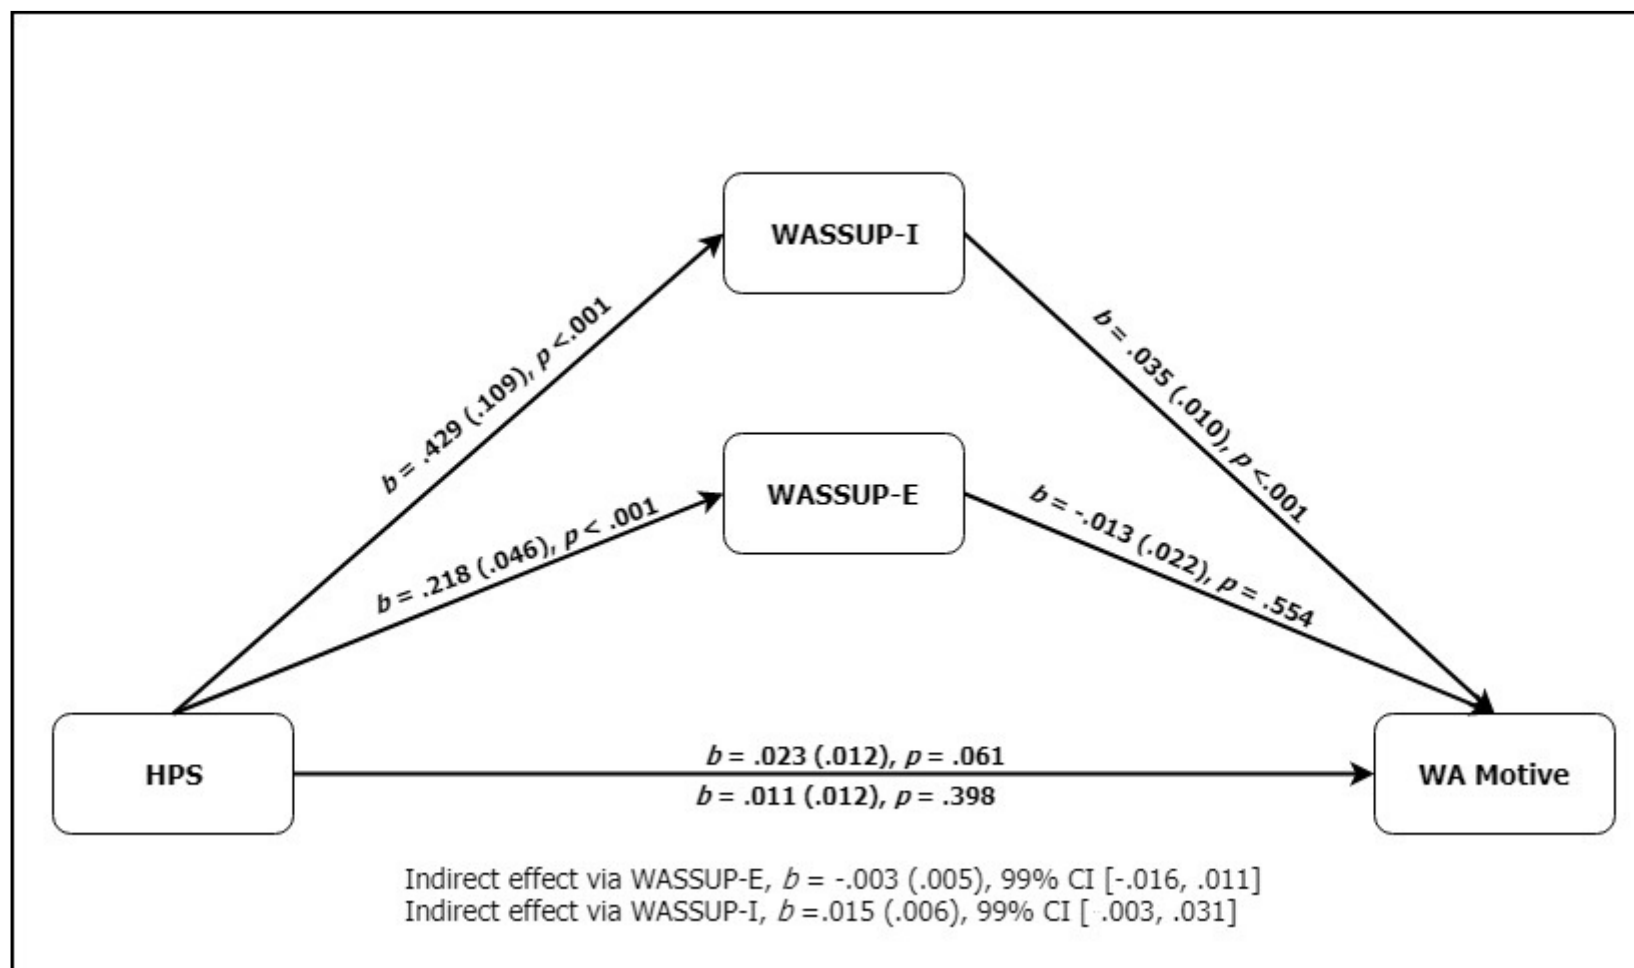 WASSUP-I
b = .429 (.109), p <.001
b = .035 (.010), p <.001
WASSUP-E
b = .218 (.046), p < .001
b = -.013 (.022), p = .554
HPS
b = .023 (.012), p = .061
b = .011 (.012), p = .398
WA Motive
Indirect effect via WASSUP-E, b = -.003 (.005), 99% CI [-.016, .011]
Indirect effect via WASSUP-I, b =.015 (.006), 99% CI [ .003, .031]